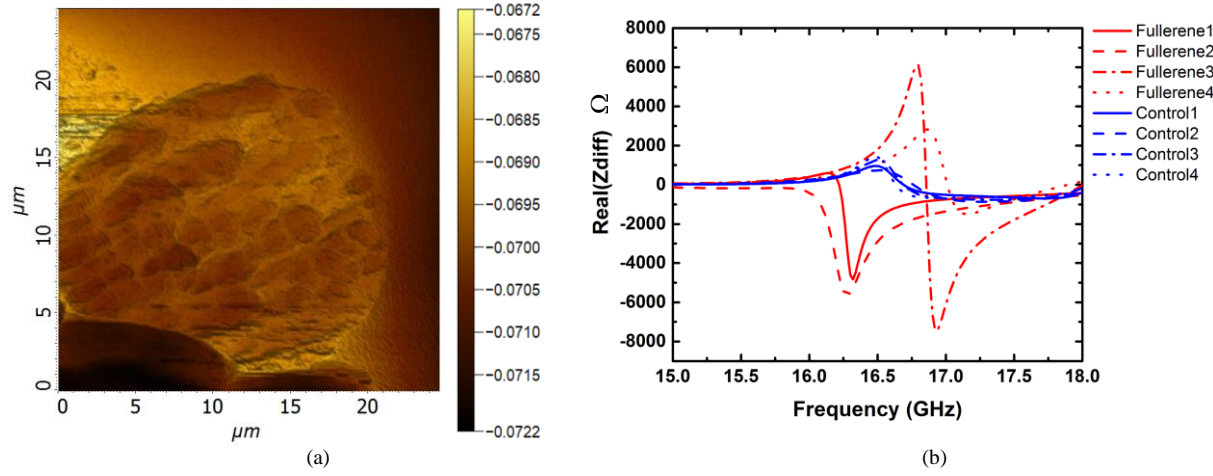 −0.0672
−0.0680
−0.0685
−0.0690
−0.0695
−0.0700
−0.0705
−0.0710
−0.0715
−0.0722
20
15
10
5
0
μm
0 5 10 15 20
μm
(a)
8000
6000
4000
2000
0
-2000
-4000
-6000
-8000
Real(Zdiff) Ω
15.0 15.5 16.0 16.5 17.0 17.5 18.0
Frequency (GHz)
Fullerene1
Fullerene2
Fullerene3
Fullerene4
Control1
Control2
Control3
Control4
(b)